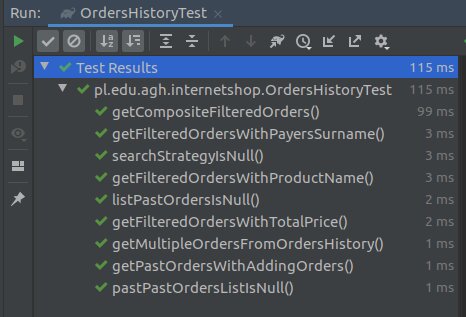 Run: OrdersHistoryTest ×
Test Results 115 ms
pl.edu.agh.internetshop.OrdersHistoryTest 115 ms
getCompositeFilteredOrders() 99 ms
getFilteredOrdersWithPayersSurname() 3 ms
searchStrategyIsNull() 3 ms
getFilteredOrdersWithProductName() 3 ms
listPastOrdersIsNull() 2 ms
getFilteredOrdersWithTotalPrice() 2 ms
getMultipleOrdersFromOrdersHistory() 1 ms
getPastOrdersWithAddingOrders() 1 ms
pastPastOrdersListIsNull() 1 ms